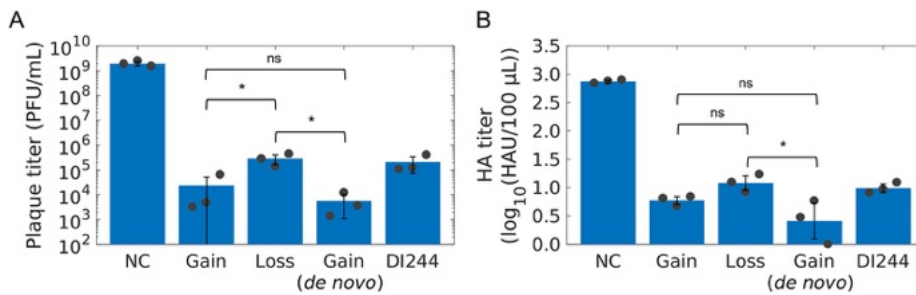 A
Plaque titer (PFU/mL)
10^10
10^9
10^8
10^7
10^6
10^5
10^4
10^3
10^2
ns
*
*
NC Gain Loss Gain DI244
(de novo)
B
HA titer
(log10(HAU/100 µL)
3.5
3.0
2.5
2.0
1.5
1.0
0.5
0.0
ns
ns
*
NC Gain Loss Gain DI244
(de novo)